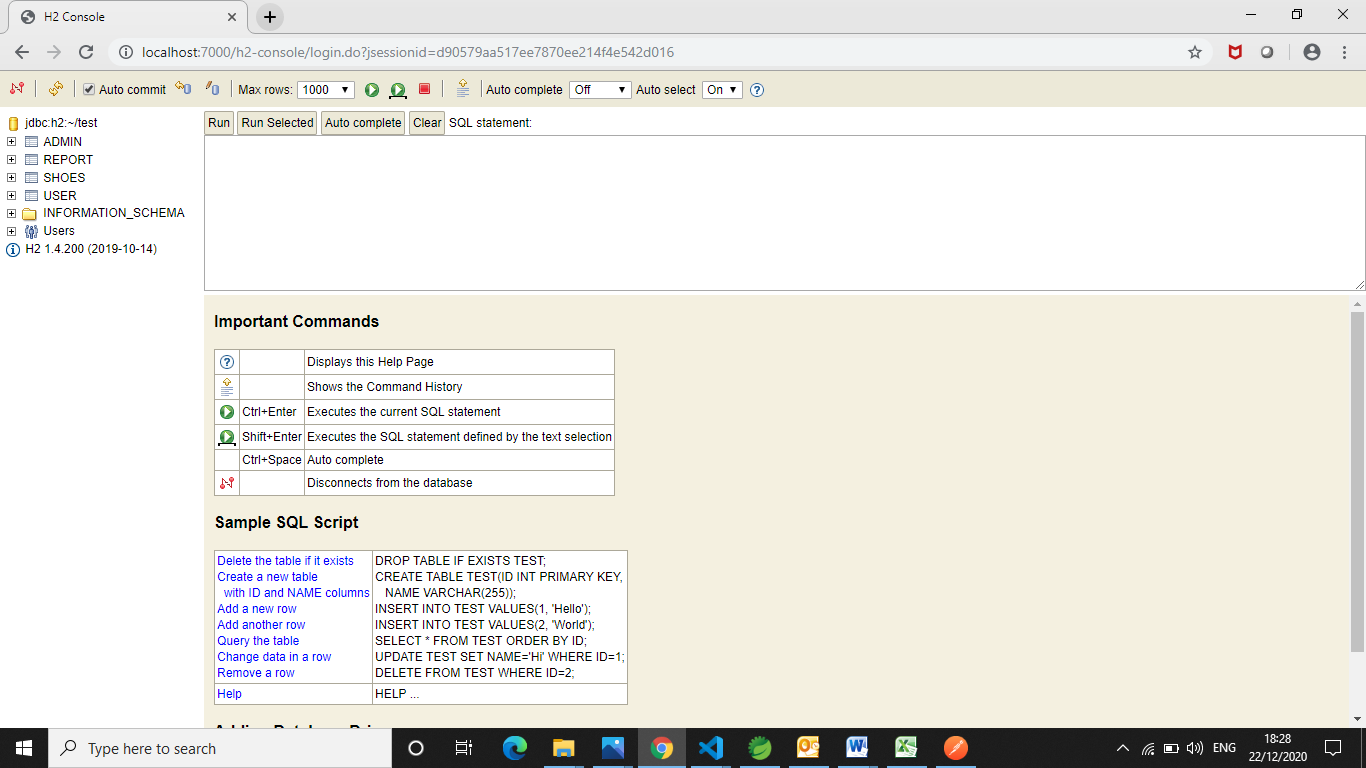 H2 Console
localhost:7000/h2-console/login.do?jsessionid=d90579aa517ee7870ee214f4e542d016
Auto commit Max rows: 1000 Auto complete Off Auto select On
jdbc:h2:~/test
ADMIN
REPORT
SHOES
USER
INFORMATION_SCHEMA
Users
H2 1.4.200 (2019-10-14)
Run Run Selected Auto complete Clear SQL statement:
Important Commands
Displays this Help Page
Shows the Command History
Ctrl+Enter Executes the current SQL statement
Shift+Enter Executes the SQL statement defined by the text selection
Ctrl+Space Auto complete
Disconnects from the database
Sample SQL Script
Delete the table if it exists DROP TABLE IF EXISTS TEST;
Create a new table CREATE TABLE TEST(ID INT PRIMARY KEY,
with ID and NAME columns NAME VARCHAR(255));
Add a new row INSERT INTO TEST VALUES(1, 'Hello');
Add another row INSERT INTO TEST VALUES(2, 'World');
Query the table SELECT * FROM TEST ORDER BY ID;
Change data in a row UPDATE TEST SET NAME='Hi' WHERE ID=1;
Remove a row DELETE FROM TEST WHERE ID=2;
Help HELP ...
Type here to search
ENG
18:28
22/12/2020